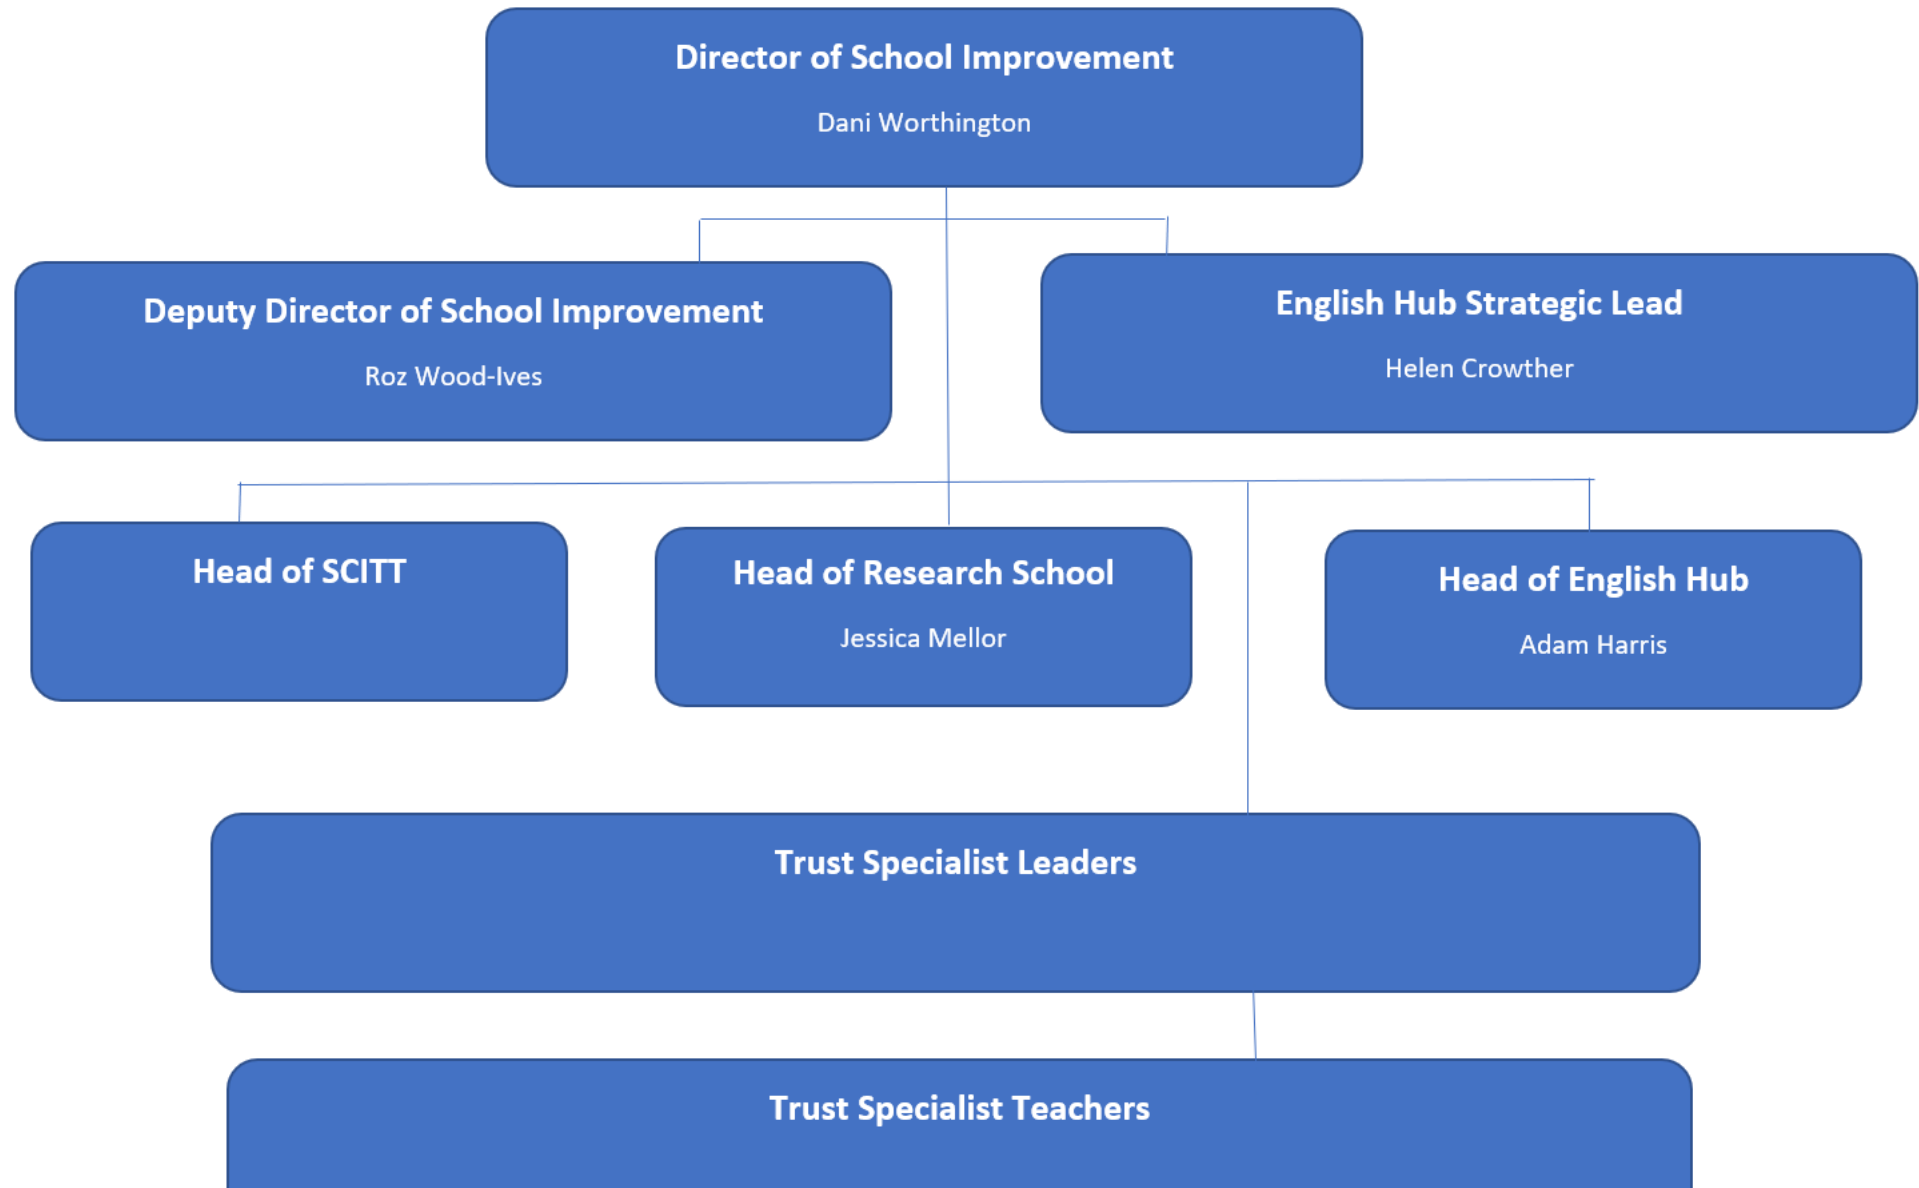 Director of School Improvement
Dani Worthington
Deputy Director of School Improvement
Roz Wood-Ives
English Hub Strategic Lead
Helen Crowther
Head of SCITT
Head of Research School
Jessica Mellor
Head of English Hub
Adam Harris
Trust Specialist Leaders
Trust Specialist Teachers